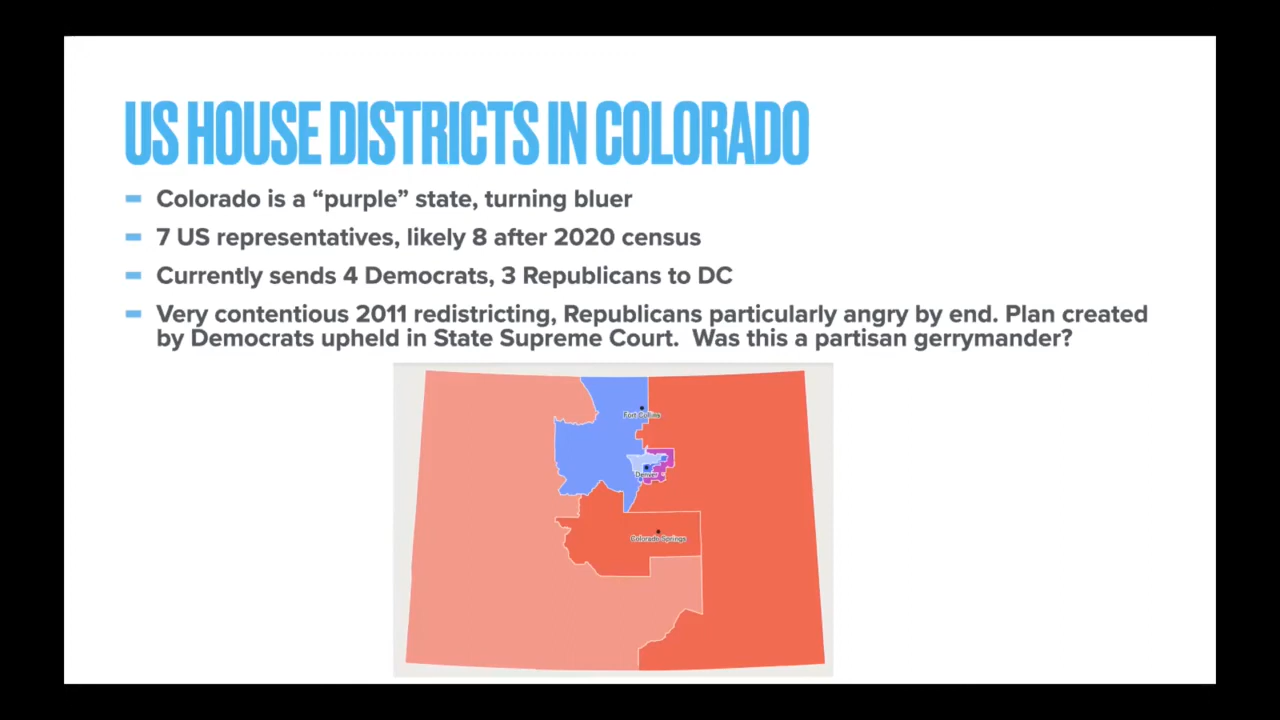 US HOUSE DISTRICTS IN COLORADO
Colorado is a “purple” state, turning bluer
7 US representatives, likely 8 after 2020 census
Currently sends 4 Democrats, 3 Republicans to DC
Very contentious 2011 redistricting, Republicans particularly angry by end. Plan created
by Democrats upheld in State Supreme Court. Was this a partisan gerrymander?
Fort Collins
Denver
Colorado Springs